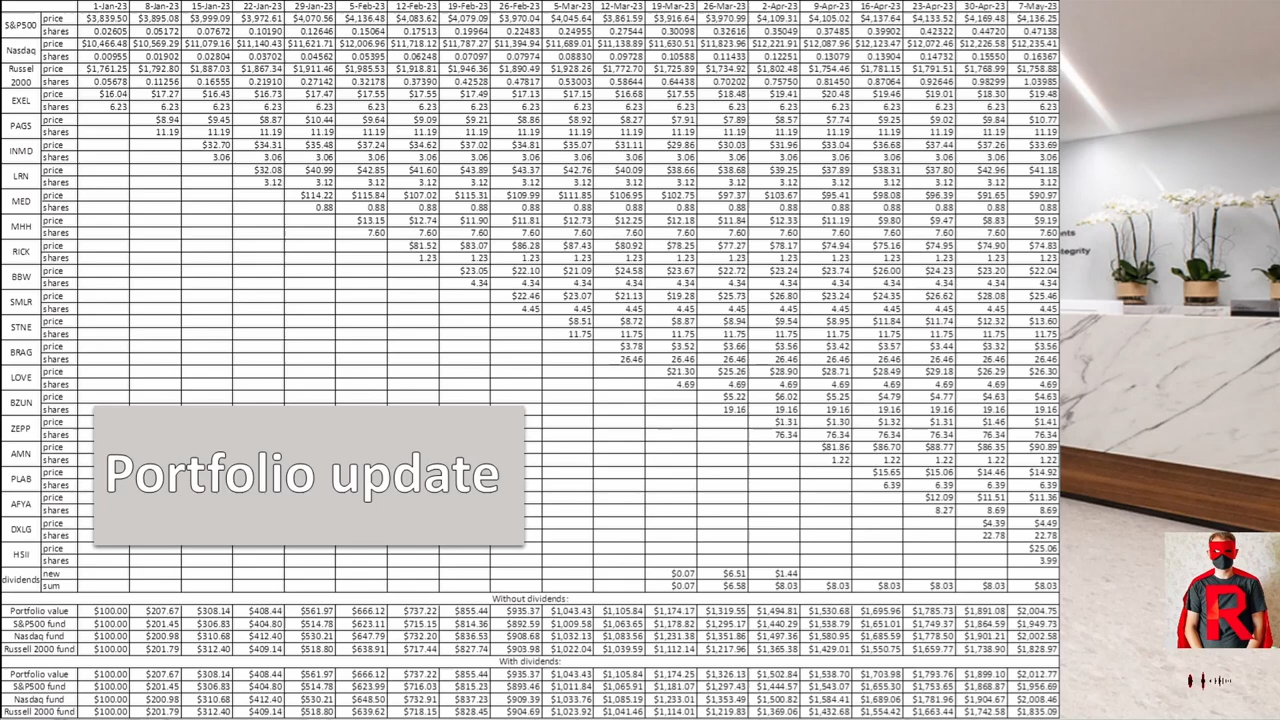 1-Jan-23 8-Jan-23 15-Jan-23 22-Jan-23 29-Jan-23 5-Feb-23 12-Feb-23 19-Feb-23 26-Feb-23 5-Mar-23 12-Mar-23 19-Mar-23 26-Mar-23 2-Apr-23 9-Apr-23 16-Apr-23 23-Apr-23 30-Apr-23 7-May-23
S&P500 price $3,839.50 $3,895.08 $3,999.09 $3,972.61 $4,070.56 $4,136.48 $4,083.62 $4,079.09 $3,970.04 $4,045.64 $3,861.59 $3,916.64 $3,970.99 $4,109.31 $4,105.02 $4,137.64 $4,133.52 $4,169.48 $4,136.25
shares 0.02605 0.05172 0.07672 0.10190 0.12646 0.15064 0.17513 0.19964 0.22483 0.24955 0.27544 0.30098 0.32616 0.35049 0.37485 0.39902 0.42322 0.44720 0.47138
Nasdaq price $10,466.48 $10,569.29 $11,079.16 $11,140.43 $11,621.71 $12,006.96 $11,718.12 $11,787.27 $11,394.94 $11,689.01 $11,138.89 $11,630.51 $11,823.96 $12,221.91 $12,087.96 $12,123.47 $12,072.46 $12,226.58 $12,235.41
shares 0.00955 0.01902 0.02804 0.03702 0.04562 0.05395 0.06248 0.07097 0.07974 0.08830 0.09728 0.10588 0.11433 0.12251 0.13079 0.13904 0.14732 0.15550 0.16367
Russel 2000 price $1,761.25 $1,792.80 $1,887.03 $1,867.34 $1,911.46 $1,985.53 $1,918.81 $1,946.36 $1,890.49 $1,928.26 $1,772.70 $1,725.89 $1,734.92 $1,802.48 $1,754.46 $1,781.15 $1,791.51 $1,768.99 $1,758.88
shares 0.05678 0.11256 0.16555 0.21910 0.27142 0.32178 0.37390 0.42528 0.47817 0.53003 0.58644 0.64438 0.70202 0.75750 0.81450 0.87064 0.92646 0.98299 1.03985
EXEL price $16.04 $17.27 $16.43 $16.73 $17.47 $17.55 $17.55 $17.49 $17.13 $17.15 $16.68 $17.55 $18.48 $19.41 $20.48 $19.46 $19.01 $18.30 $19.48
shares 6.23 6.23 6.23 6.23 6.23 6.23 6.23 6.23 6.23 6.23 6.23 6.23 6.23 6.23 6.23 6.23 6.23 6.23 6.23
PAGS price $8.94 $9.45 $8.87 $10.44 $9.64 $9.09 $9.21 $8.86 $8.92 $8.27 $7.91 $7.89 $8.57 $7.74 $9.25 $9.02 $9.84 $10.77
shares 11.19 11.19 11.19 11.19 11.19 11.19 11.19 11.19 11.19 11.19 11.19 11.19 11.19 11.19 11.19 11.19 11.19 11.19
INMD price $32.70 $34.31 $35.48 $37.24 $34.62 $37.02 $34.81 $35.07 $31.11 $29.86 $30.03 $31.96 $33.04 $36.68 $37.44 $37.26 $33.69
shares 3.06 3.06 3.06 3.06 3.06 3.06 3.06 3.06 3.06 3.06 3.06 3.06 3.06 3.06 3.06 3.06 3.06
LRN price $32.08 $40.99 $42.85 $41.60 $43.89 $43.37 $42.76 $40.09 $38.66 $38.68 $39.25 $37.89 $38.31 $37.80 $42.96 $41.18
shares 3.12 3.12 3.12 3.12 3.12 3.12 3.12 3.12 3.12 3.12 3.12 3.12 3.12 3.12 3.12 3.12
MED price $114.22 $115.84 $107.02 $115.31 $109.99 $111.85 $106.95 $102.75 $97.37 $103.67 $95.41 $98.08 $96.39 $91.65 $90.97
shares 0.88 0.88 0.88 0.88 0.88 0.88 0.88 0.88 0.88 0.88 0.88 0.88 0.88 0.88 0.88
MHH price $13.15 $12.74 $11.90 $11.81 $12.73 $12.25 $12.18 $11.84 $12.33 $11.19 $9.80 $9.47 $8.83 $9.19
shares 7.60 7.60 7.60 7.60 7.60 7.60 7.60 7.60 7.60 7.60 7.60 7.60 7.60 7.60
RICK price $81.52 $83.07 $86.28 $87.43 $80.92 $78.25 $77.27 $78.17 $74.94 $75.16 $74.95 $74.90 $74.83
shares 1.23 1.23 1.23 1.23 1.23 1.23 1.23 1.23 1.23 1.23 1.23 1.23 1.23
BBW price $23.05 $22.10 $21.09 $24.58 $23.67 $22.72 $23.24 $23.74 $26.00 $24.23 $23.20 $22.04
shares 4.34 4.34 4.34 4.34 4.34 4.34 4.34 4.34 4.34 4.34 4.34 4.34
SMLR price $22.46 $23.07 $21.13 $19.28 $25.73 $26.80 $23.24 $24.35 $26.62 $28.08 $25.46
shares 4.45 4.45 4.45 4.45 4.45 4.45 4.45 4.45 4.45 4.45 4.45
STNE price $8.51 $8.72 $8.87 $8.94 $9.54 $8.95 $11.84 $11.74 $12.32 $13.60
shares 11.75 11.75 11.75 11.75 11.75 11.75 11.75 11.75 11.75 11.75
BRAG price $3.78 $3.52 $3.66 $3.56 $3.42 $3.57 $3.44 $3.32 $3.56
shares 26.46 26.46 26.46 26.46 26.46 26.46 26.46 26.46 26.46
LOVE price $21.30 $25.26 $28.90 $28.71 $28.49 $29.18 $26.29 $26.30
shares 4.69 4.69 4.69 4.69 4.69 4.69 4.69 4.69
BZUN price $5.22 $6.02 $5.25 $4.79 $4.77 $4.63 $4.63
shares 19.16 19.16 19.16 19.16 19.16 19.16 19.16
ZEPP price $1.31 $1.30 $1.32 $1.31 $1.46 $1.41
shares 76.34 76.34 76.34 76.34 76.34 76.34
AMN price $81.86 $86.70 $88.77 $86.35 $90.89
shares 1.22 1.22 1.22 1.22 1.22
PLAB price $15.65 $15.06 $14.46 $14.92
shares 6.39 6.39 6.39 6.39
AFYA price $12.09 $11.51 $11.36
shares 8.27 8.69 8.69
DXLG price $4.39 $4.49
shares 22.78 22.78
HSII price $25.06
shares 3.99
dividends new $0.07 $6.51 $1.44
sum $0.07 $6.58 $8.03 $8.03 $8.03 $8.03 $8.03 $8.03
Without dividends:
Portfolio value $100.00 $207.67 $308.14 $408.44 $561.97 $666.12 $737.22 $855.44 $935.37 $1,043.43 $1,105.84 $1,174.17 $1,319.55 $1,494.81 $1,530.68 $1,695.96 $1,785.73 $1,891.08 $2,004.75
S&P500 fund $100.00 $201.45 $306.83 $404.80 $514.78 $623.11 $715.15 $814.36 $892.59 $1,009.58 $1,063.65 $1,178.82 $1,295.17 $1,440.29 $1,538.79 $1,651.01 $1,749.37 $1,864.59 $1,949.73
Nasdaq fund $100.00 $200.98 $310.68 $412.40 $530.21 $647.79 $732.20 $836.53 $908.68 $1,032.13 $1,083.56 $1,231.38 $1,351.86 $1,497.36 $1,580.95 $1,685.59 $1,778.50 $1,901.21 $2,002.58
Russell 2000 fund $100.00 $201.79 $312.40 $409.14 $518.80 $638.91 $717.44 $827.74 $903.98 $1,022.04 $1,039.59 $1,112.14 $1,217.96 $1,365.38 $1,429.01 $1,550.75 $1,659.77 $1,738.90 $1,828.97
With dividends:
Portfolio value $100.00 $207.67 $308.14 $408.44 $561.97 $666.12 $737.22 $855.44 $935.37 $1,043.43 $1,105.84 $1,174.25 $1,326.13 $1,502.84 $1,538.70 $1,703.98 $1,793.76 $1,899.10 $2,012.77
S&P500 fund $100.00 $201.45 $306.83 $404.80 $514.78 $623.99 $716.03 $815.23 $893.46 $1,011.84 $1,065.91 $1,181.07 $1,297.43 $1,444.57 $1,543.07 $1,655.30 $1,753.65 $1,868.87 $1,956.69
Nasdaq fund $100.00 $200.98 $310.68 $412.40 $530.21 $648.50 $732.91 $837.23 $909.39 $1,033.76 $1,085.19 $1,233.01 $1,353.49 $1,500.82 $1,584.41 $1,689.06 $1,781.96 $1,904.67 $2,008.46
Russell 2000 fund $100.00 $201.79 $312.40 $409.14 $518.80 $639.62 $718.15 $828.45 $904.69 $1,023.92 $1,041.46 $1,114.01 $1,219.83 $1,369.06 $1,432.68 $1,554.42 $1,663.44 $1,742.58 $1,835.09
Portfolio update
nts
tegrity
R